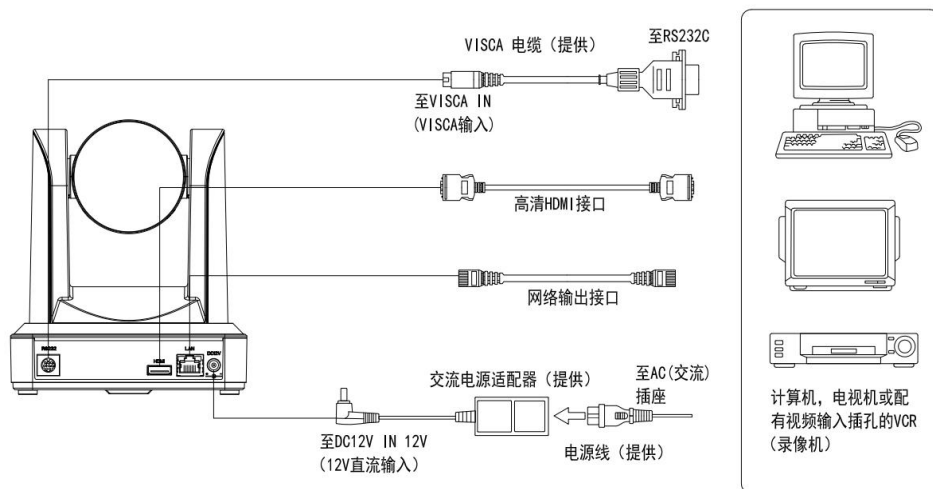 VISCA 电缆（提供）
至RS232C
至VISCA IN
(VISCA输入)
高清HDMI接口
网络输出接口
RS232
HDMI
LAN
DC12V
交流电源适配器（提供）
至AC(交流)
插座
至DC12V IN 12V
（12V直流输入）
电源线（提供）
计算机，电视机或配
有视频输入插孔的VCR
（录像机）